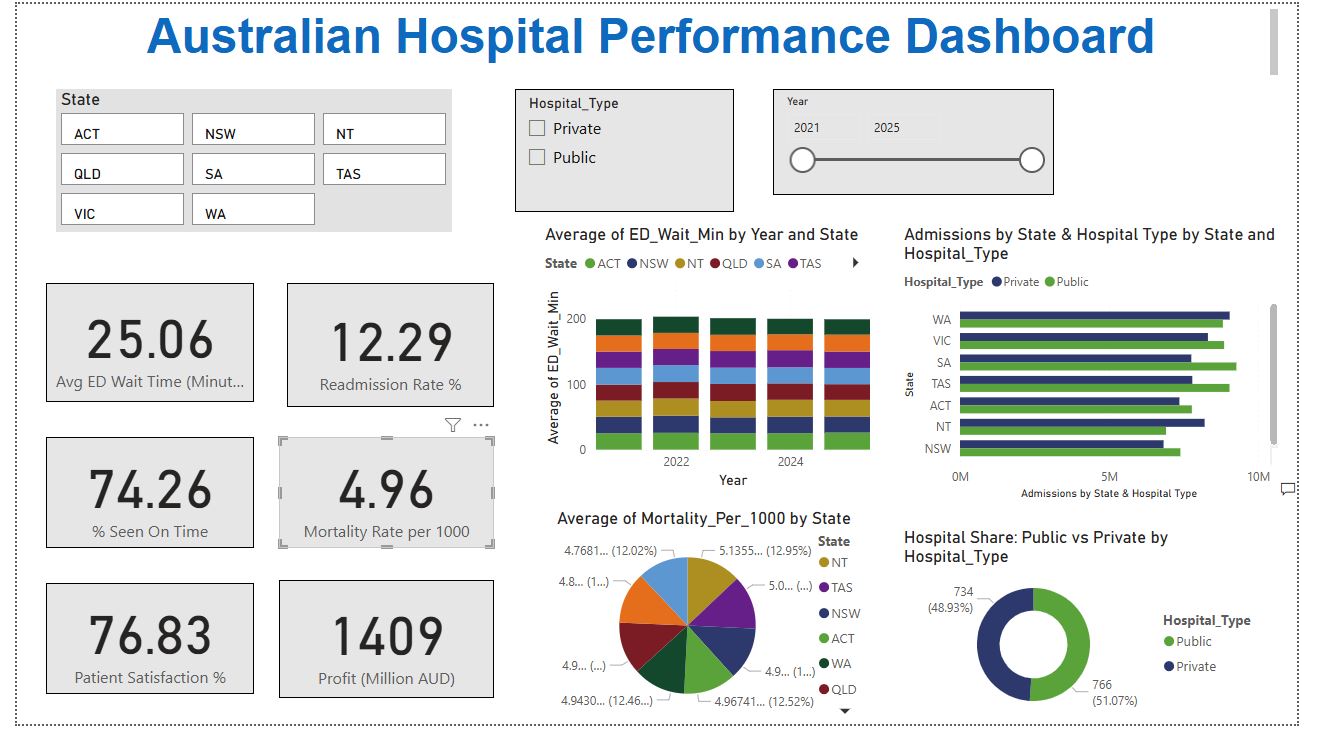 Australian Hospital Performance Dashboard
State
ACT
NSW
NT
QLD
SA
TAS
VIC
WA
Hospital_Type
Private
Public
Year
2021
2025
25.06
Avg ED Wait Time (Minut...
12.29
Readmission Rate %
74.26
% Seen On Time
4.96
Mortality Rate per 1000
76.83
Patient Satisfaction %
1409
Profit (Million AUD)
Average of ED_Wait_Min by Year and State
State ACT NSW NT QLD SA TAS
Average of ED_Wait_Min
200
100
0
2022
2024
Year
Admissions by State & Hospital Type by State and
Hospital_Type
Hospital_Type Private Public
State
WA
VIC
SA
TAS
ACT
NT
NSW
0M
5M
10M
Admissions by State & Hospital Type
Average of Mortality_Per_1000 by State
4.7681... (12.02%)
5.1355... (12.95%)
4.8... (1...)
5.0... (...)
4.9... (...)
4.9... (1...)
4.9430... (12.46...)
4.96741... (12.52%)
State
NT
TAS
NSW
ACT
WA
QLD
Hospital Share: Public vs Private by
Hospital_Type
734
(48.93%)
766
(51.07%)
Hospital_Type
Public
Private